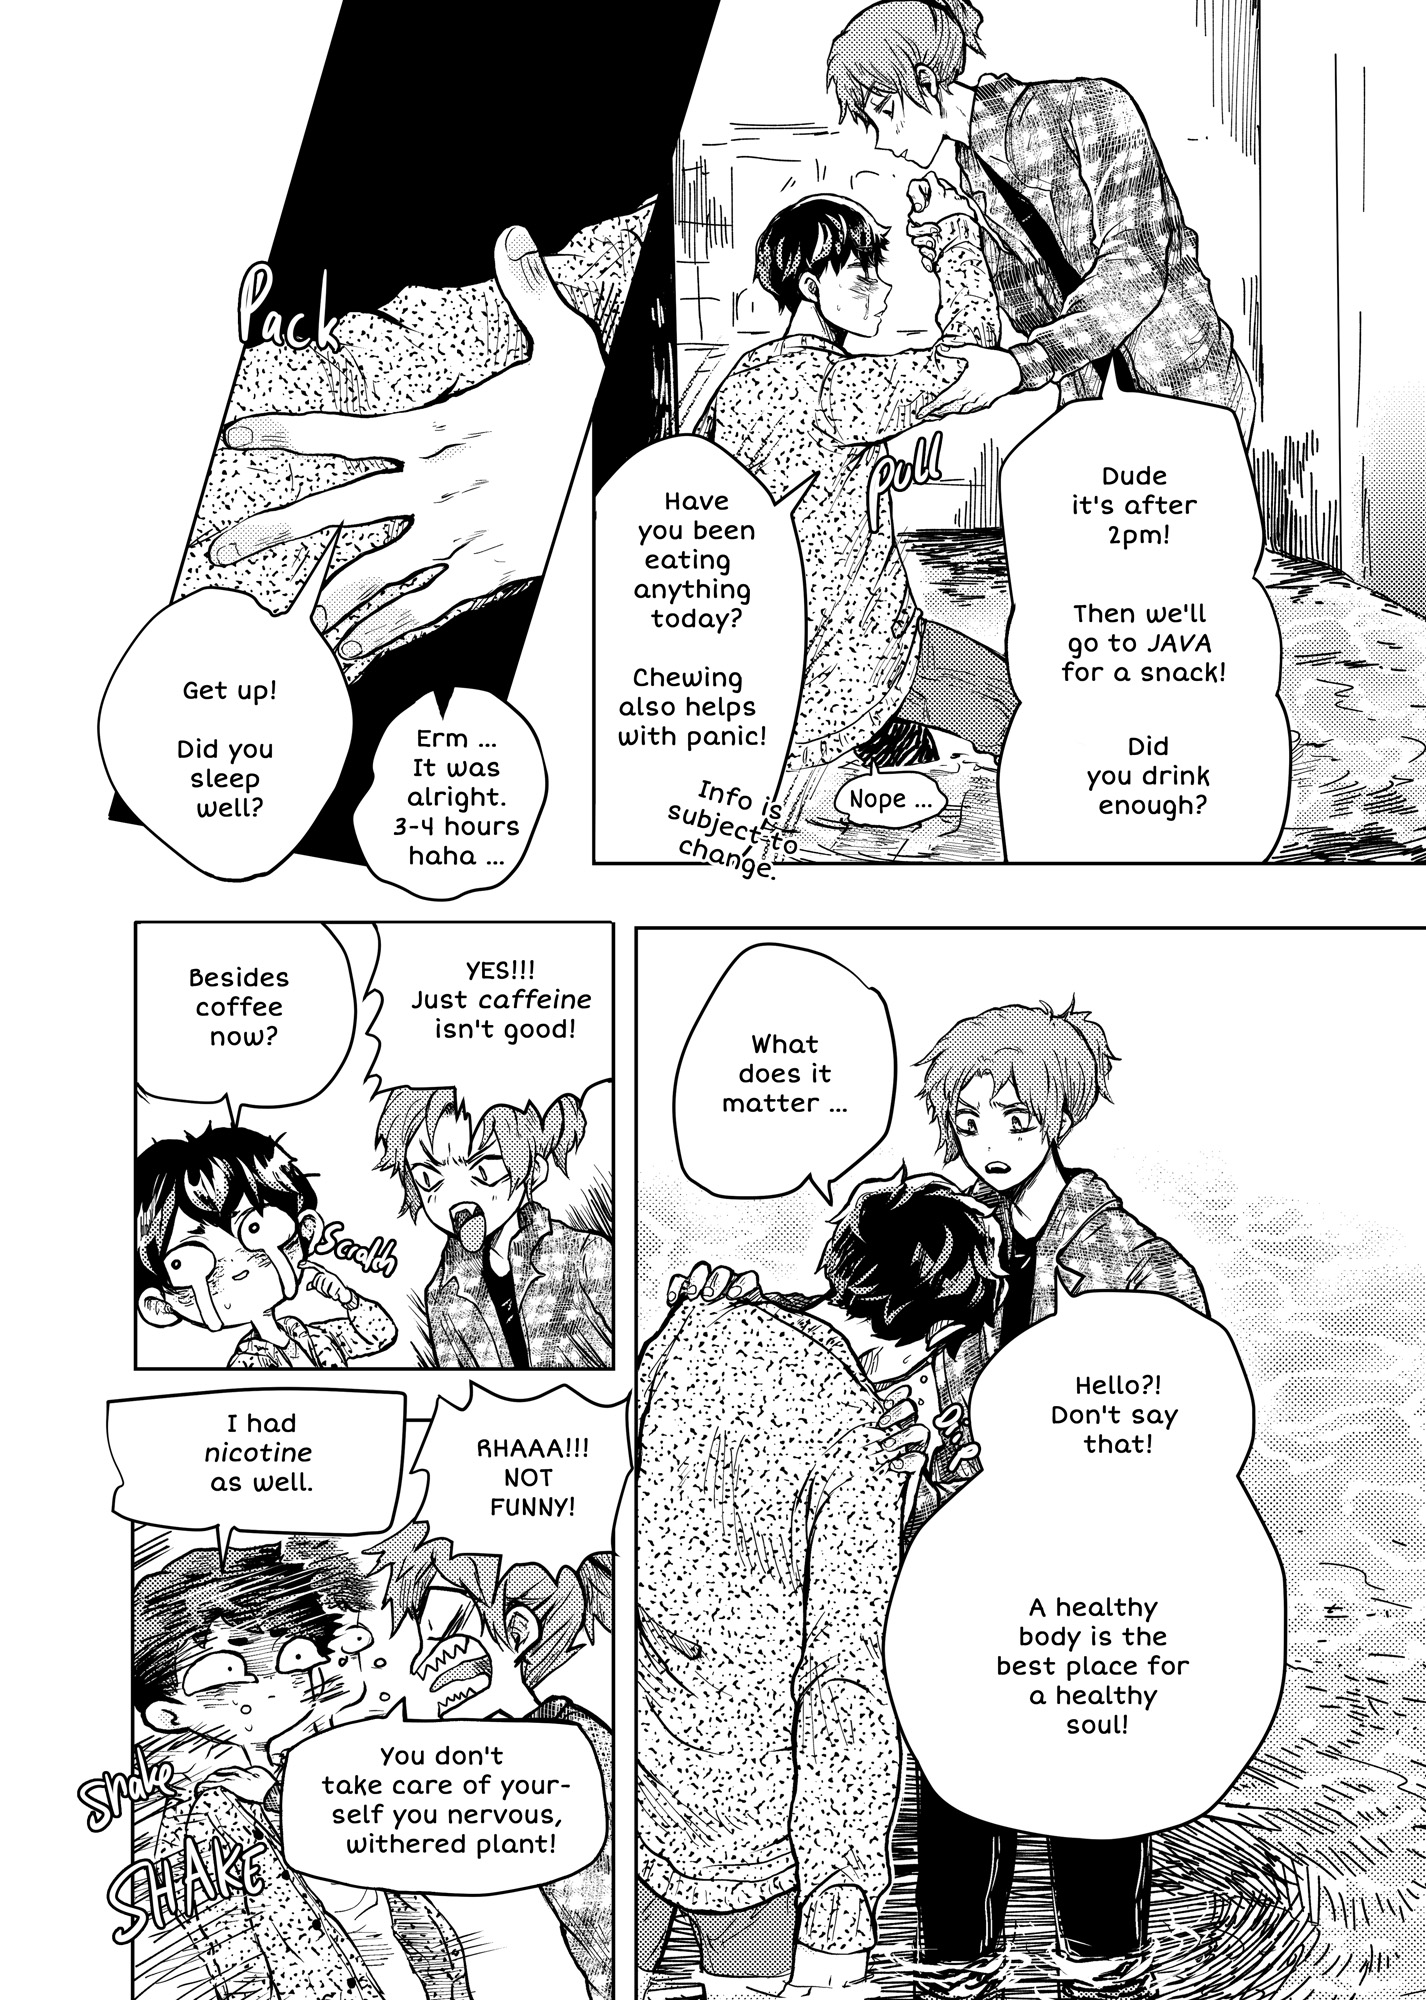 Pack
Get up!
Did you
sleep
well?
Erm ...
It was
alright.
3-4 hours
haha ...
Have
you been
eating
anything
today?
Chewing
also helps
with panic!
Info is
subject to
change.
Pull
Nope ...
Dude
it's after
2pm!
Then we'll
go to JAVA
for a snack!
Did
you drink
enough?
Besides
coffee
now?
YES!!!
Just caffeine
isn't good!
Scratch
I had
nicotine
as well.
RHAAA!!!
NOT
FUNNY!
You don't
take care of your-
self you nervous,
withered plant!
Shake
SHAKE
What
does it
matter ...
Hello?!
Don't say
that!
Drip
A healthy
body is the
best place for
a healthy
soul!